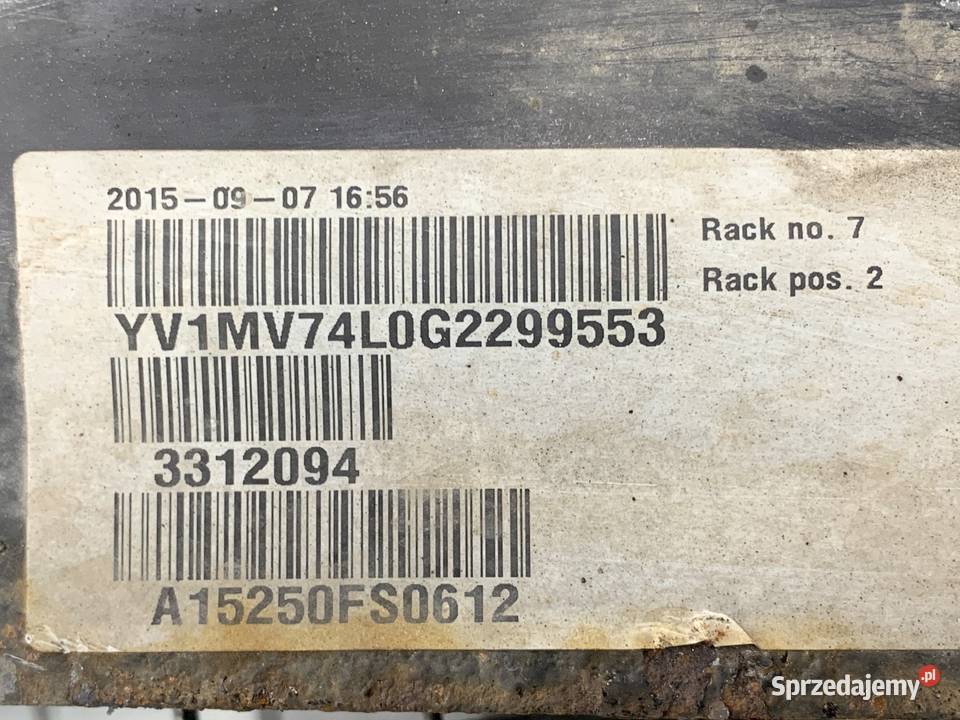 2015-09-07 16:56
Rack no. 7
Rack pos. 2
YV1MV74L0G2299553
3312094
A15250FS0612
Sprzedajemy.pl